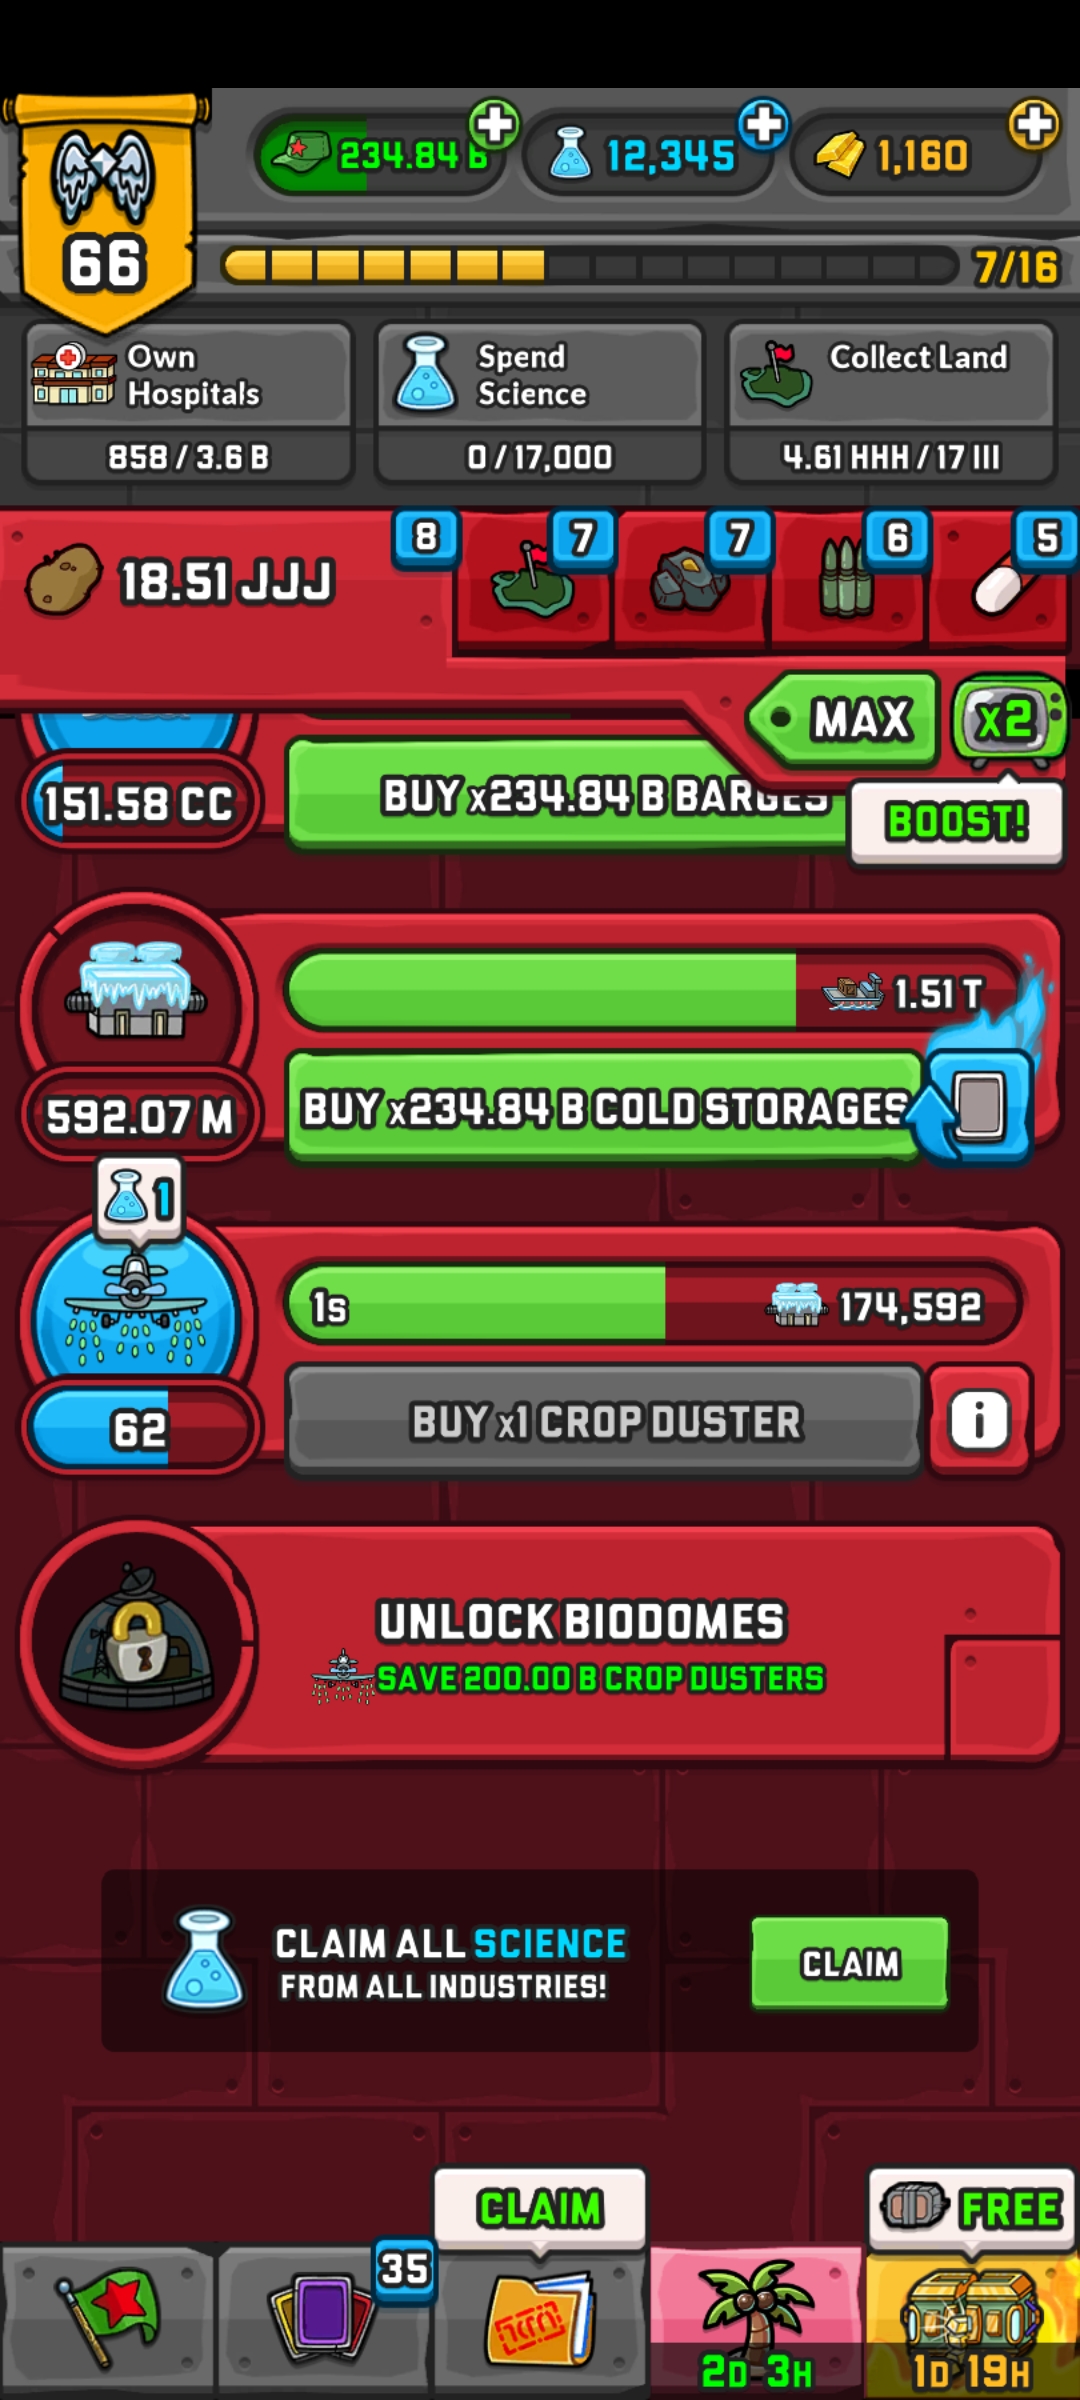 234.84 B
12,345
1,160
66
7/16
Own
Hospitals
858 / 3.6 B
Spend
Science
0 / 17,000
Collect Land
4.61 HHH / 17 III
18.51 JJJ
8
7
7
6
5
MAX
x2
BOOST!
151.58 CC
BUY x234.84 B BARGES
1.51 T
592.07 M
BUY x234.84 B COLD STORAGES
1
1s
174,592
62
BUY x1 CROP DUSTER
i
UNLOCK BIODOMES
SAVE 200.00 B CROP DUSTERS
CLAIM ALL SCIENCE
FROM ALL INDUSTRIES!
CLAIM
CLAIM
FREE
35
2D 3H
1D 19H